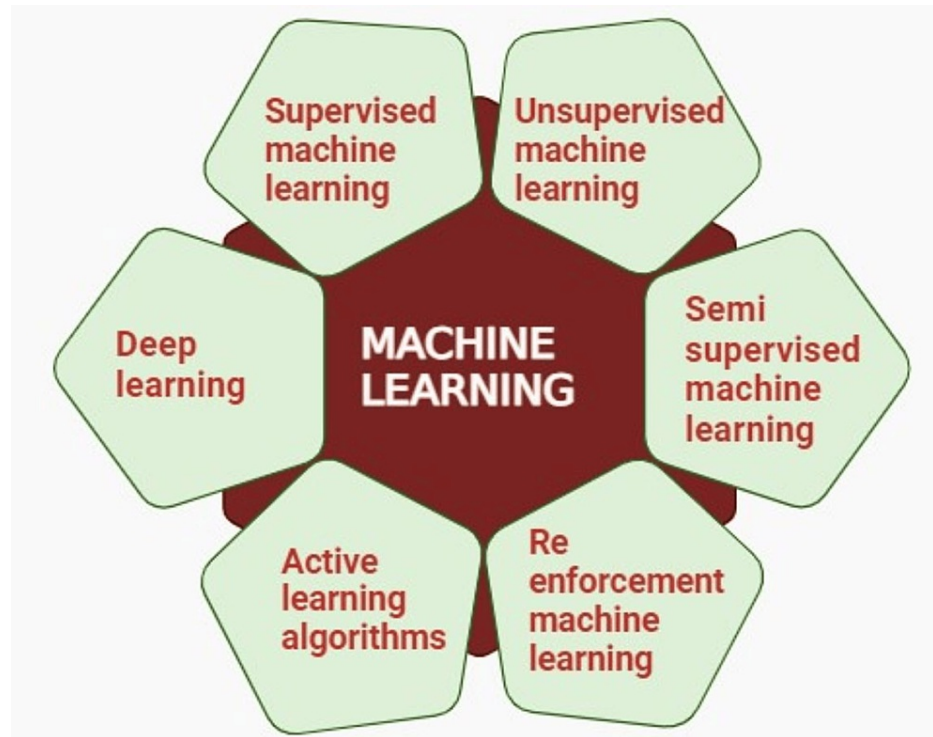 Supervised
machine
learning
Unsupervised
machine
learning
Deep
learning
MACHINE
LEARNING
Semi
supervised
machine
learning
Active
learning
algorithms
Re
enforcement
machine
learning